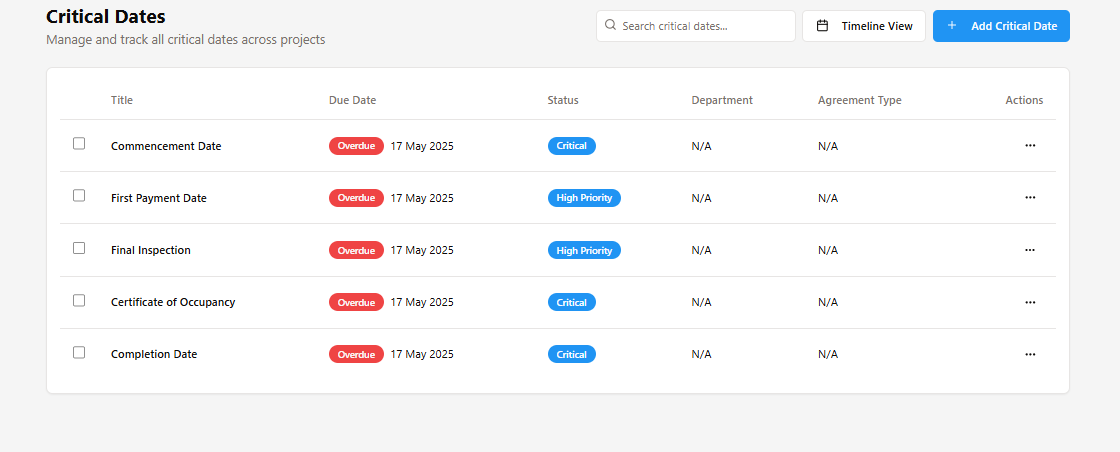 Critical Dates
Manage and track all critical dates across projects
Search critical dates...
Timeline View
+ Add Critical Date
Title Due Date Status Department Agreement Type Actions
Commencement Date Overdue 17 May 2025 Critical N/A N/A ...
First Payment Date Overdue 17 May 2025 High Priority N/A N/A ...
Final Inspection Overdue 17 May 2025 High Priority N/A N/A ...
Certificate of Occupancy Overdue 17 May 2025 Critical N/A N/A ...
Completion Date Overdue 17 May 2025 Critical N/A N/A ...